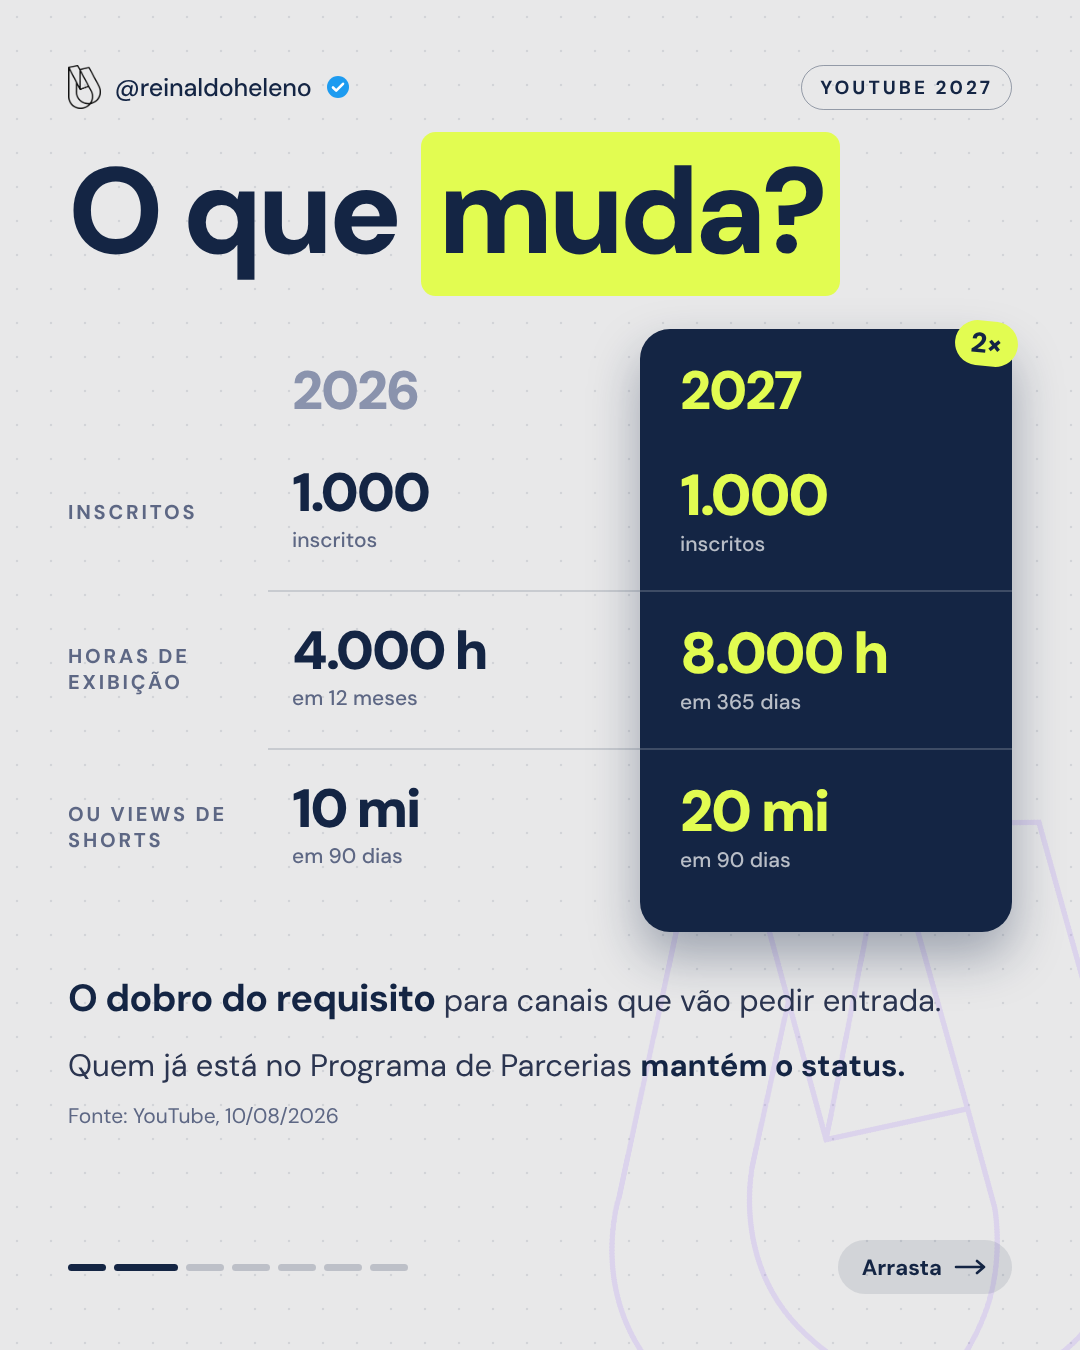 @reinaldoheleno
YOUTUBE 2027
O que muda?
2×
2026
2027
INSCRITOS
1.000
inscritos
1.000
inscritos
HORAS DE
EXIBIÇÃO
4.000 h
em 12 meses
8.000 h
em 365 dias
OU VIEWS DE
SHORTS
10 mi
em 90 dias
20 mi
em 90 dias
O dobro do requisito para canais que vão pedir entrada.
Quem já está no Programa de Parcerias mantém o status.
Fonte: YouTube, 10/08/2026
Arrasta →